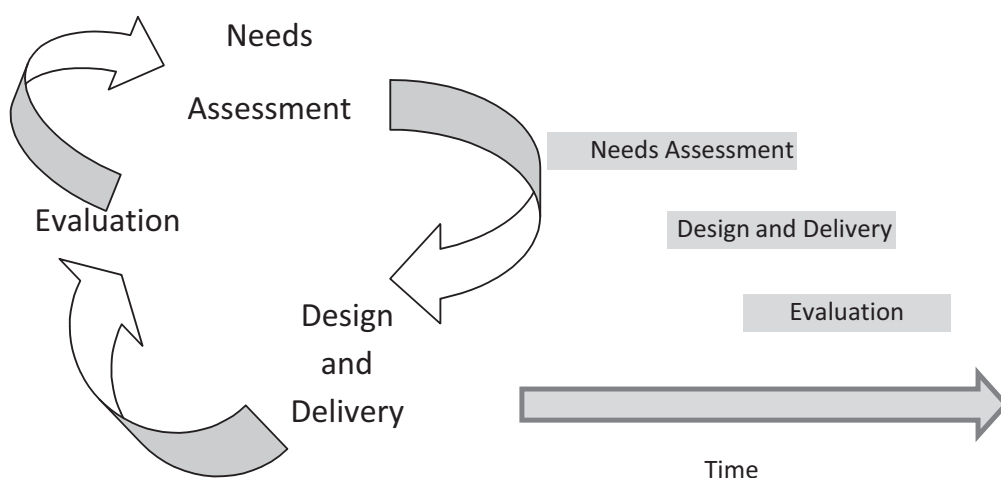 Needs
Assessment
Evaluation
Design
and
Delivery
Needs Assessment
Design and Delivery
Evaluation
Time